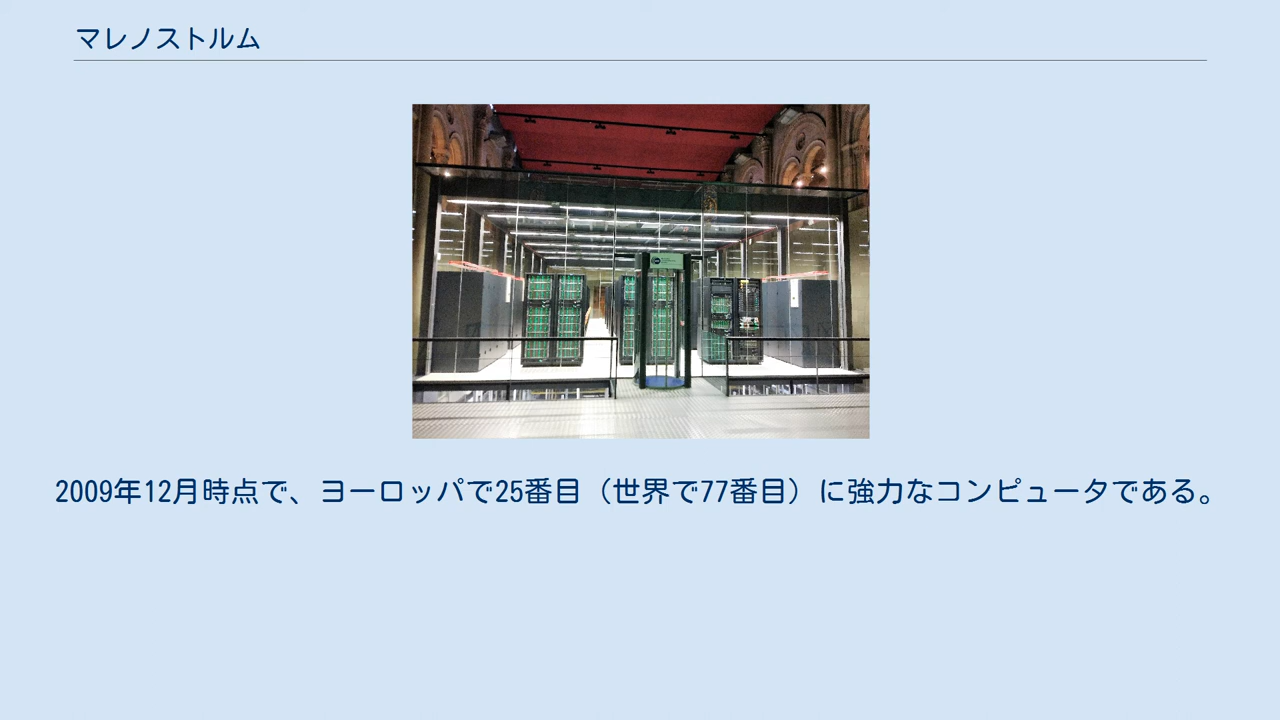 マレノストルム
2009年12月時点で、ヨーロッパで25番目（世界で77番目）に強力なコンピュータである。